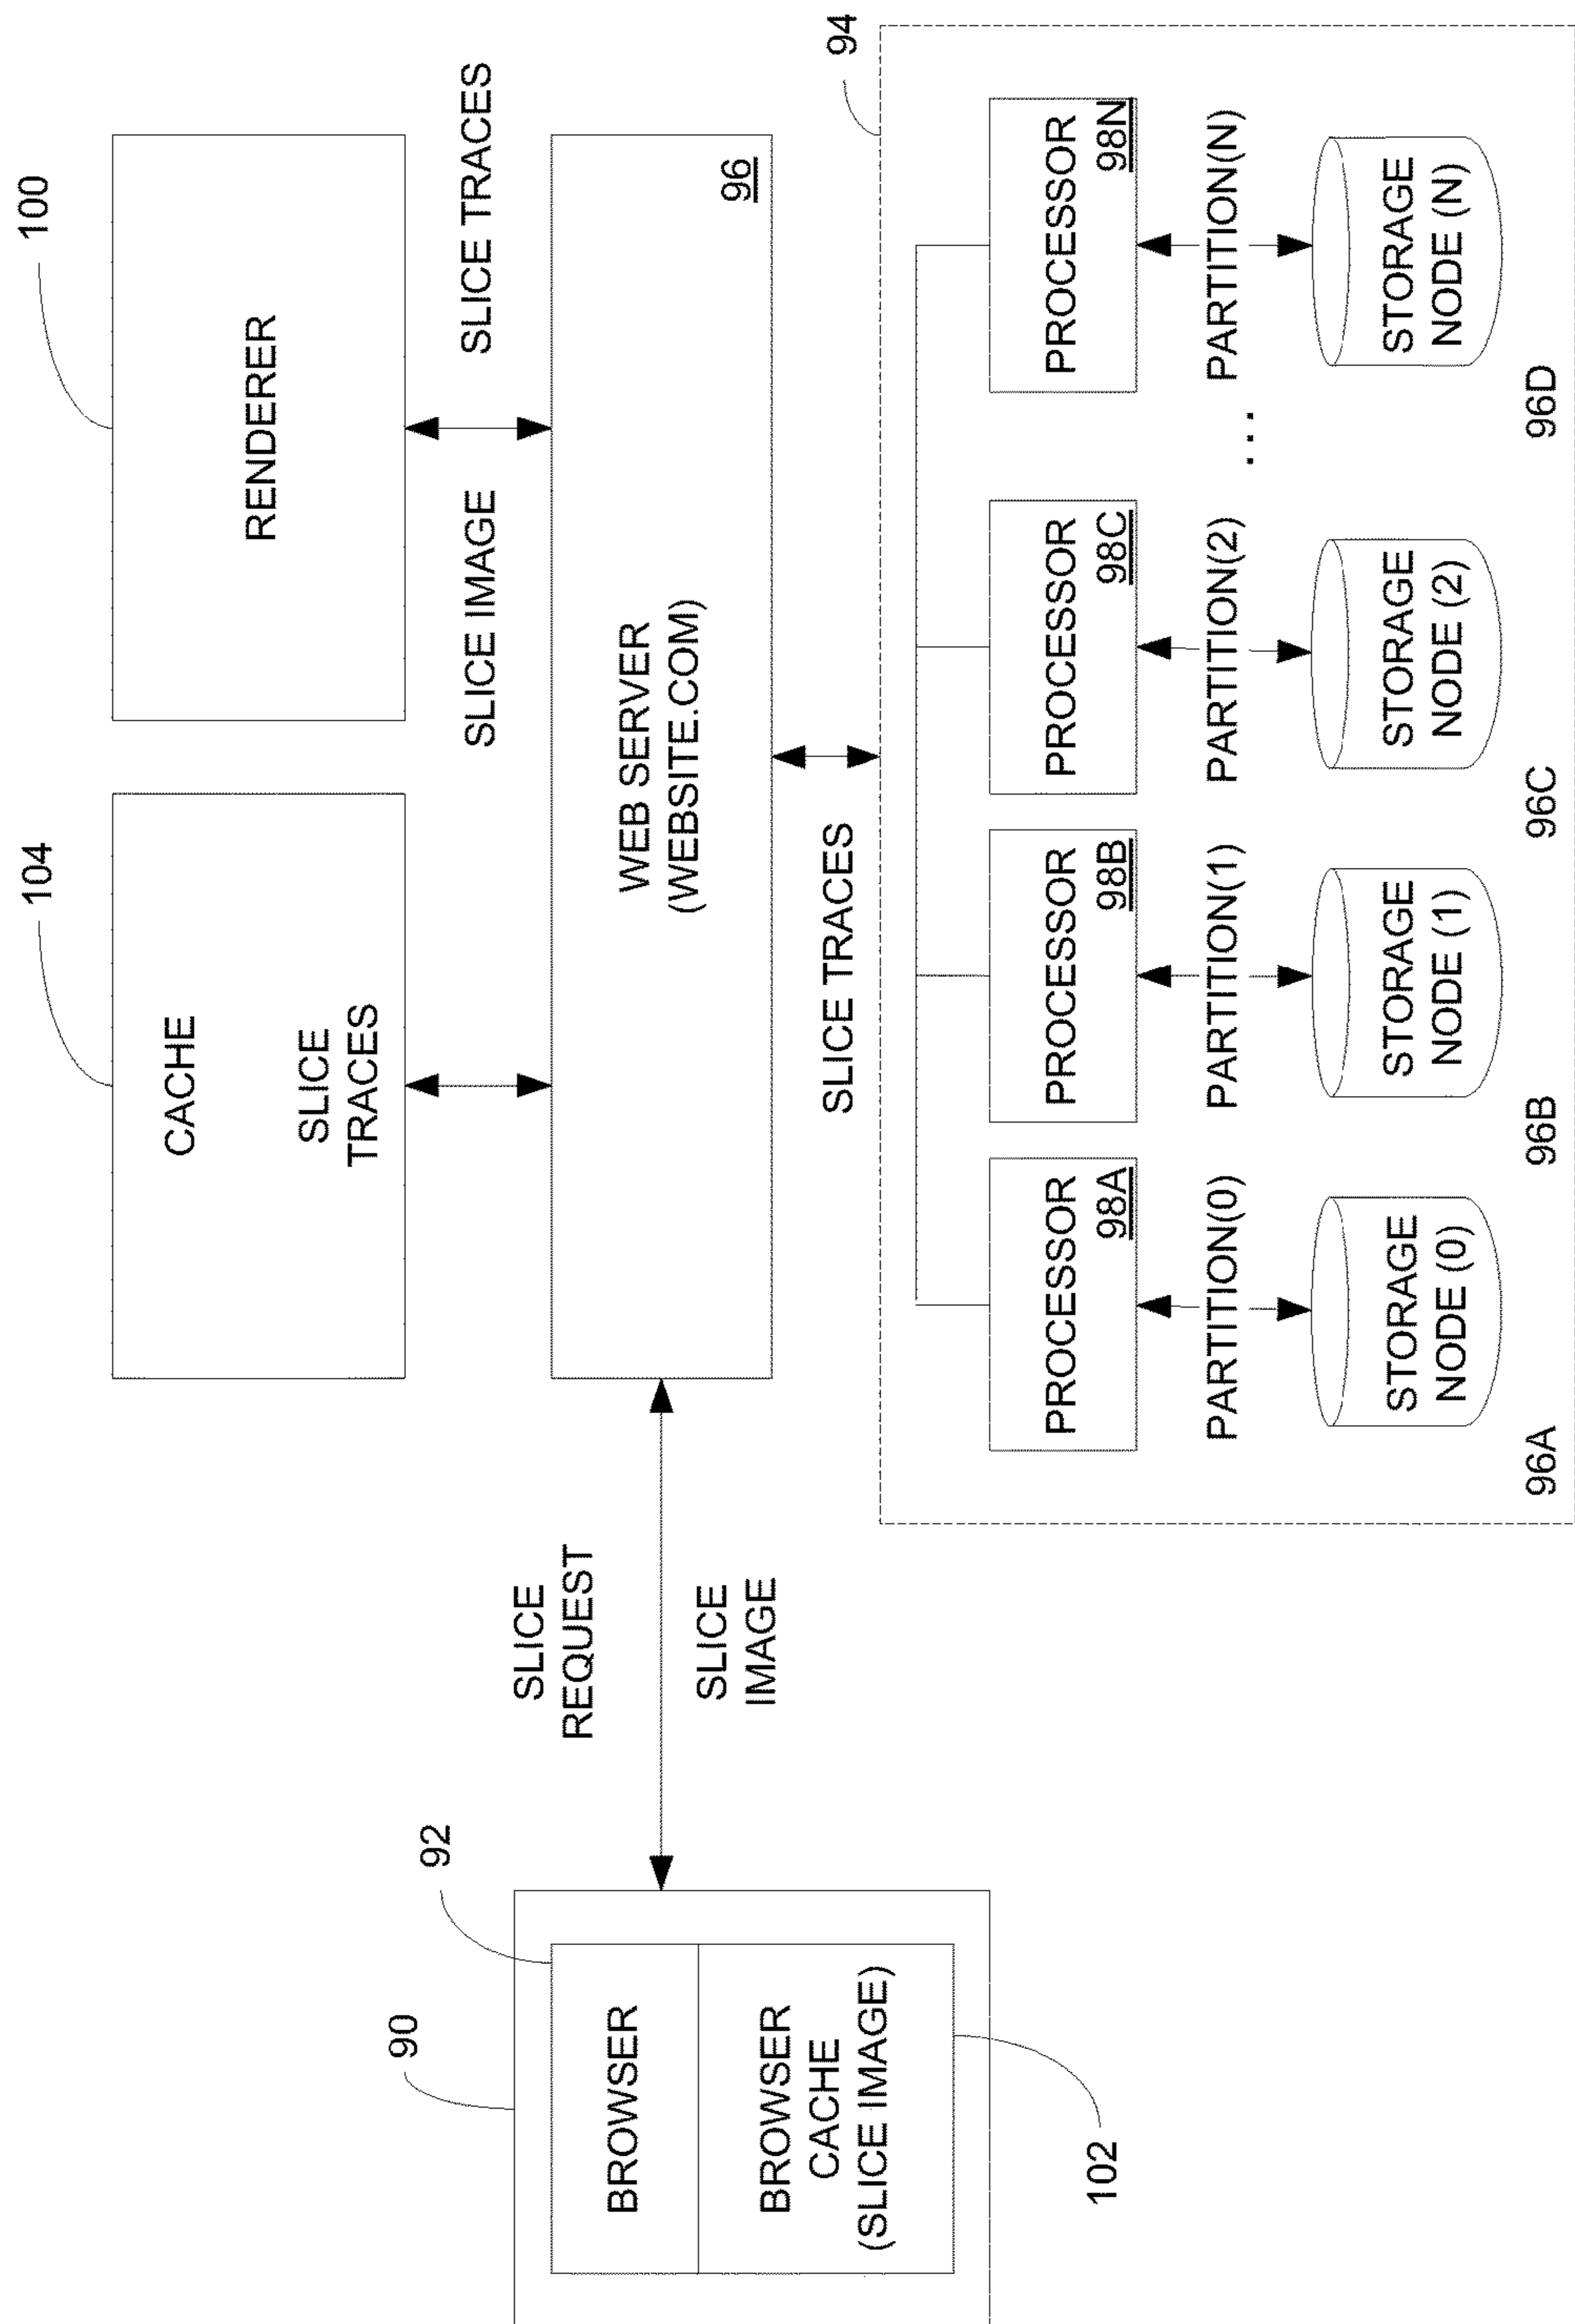 104
100
CACHE
SLICE
TRACES
RENDERER
SLICE IMAGE
SLICE TRACES
WEB SERVER
(WEBSITE.COM)
96
90
92
BROWSER
BROWSER
CACHE
(SLICE IMAGE)
102
SLICE
REQUEST
SLICE
IMAGE
SLICE TRACES
94
PROCESSOR
98A
PROCESSOR
98B
PROCESSOR
98C
PROCESSOR
98N
PARTITION(0)
PARTITION(1)
PARTITION(2)
...
PARTITION(N)
STORAGE
NODE (0)
STORAGE
NODE (1)
STORAGE
NODE (2)
STORAGE
NODE (N)
96A
96B
96C
96D